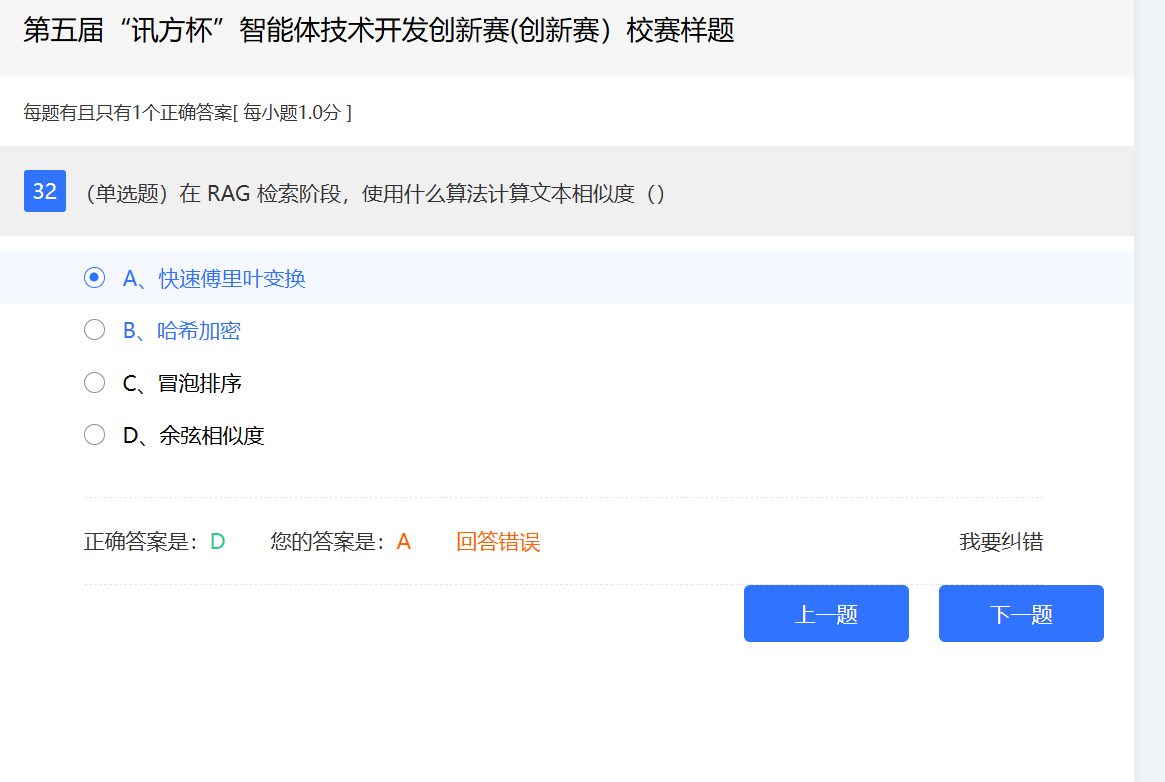 第五届“讯方杯”智能体技术开发创新赛(创新赛）校赛样题
每题有且只有1个正确答案[ 每小题1.0分 ]
32 （单选题）在 RAG 检索阶段，使用什么算法计算文本相似度（）
A、快速傅里叶变换
B、哈希加密
C、冒泡排序
D、余弦相似度
正确答案是：D 您的答案是：A 回答错误 我要纠错
上一题 下一题